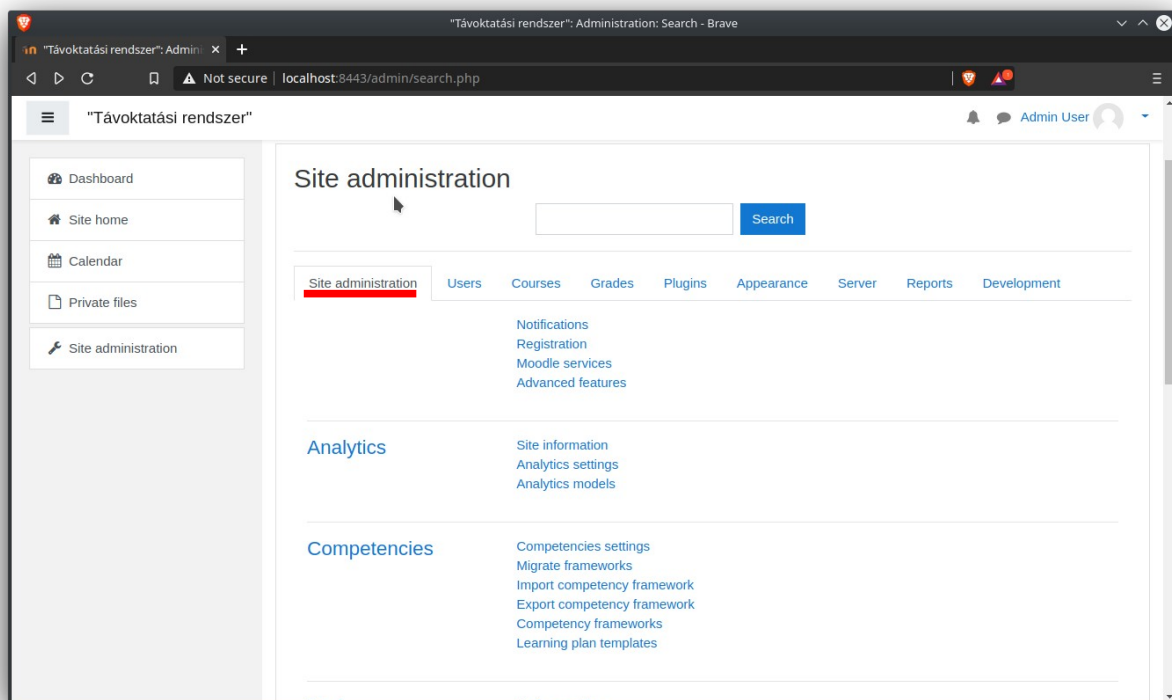 "Távoktatási rendszer": Administration: Search - Brave
"Távoktatási rendszer": Admini
Not secure | localhost:8443/admin/search.php
"Távoktatási rendszer"
Admin User
Dashboard
Site home
Calendar
Private files
Site administration
Site administration
Search
Site administration Users Courses Grades Plugins Appearance Server Reports Development
Notifications
Registration
Moodle services
Advanced features
Analytics
Site information
Analytics settings
Analytics models
Competencies
Competencies settings
Migrate frameworks
Import competency framework
Export competency framework
Competency frameworks
Learning plan templates